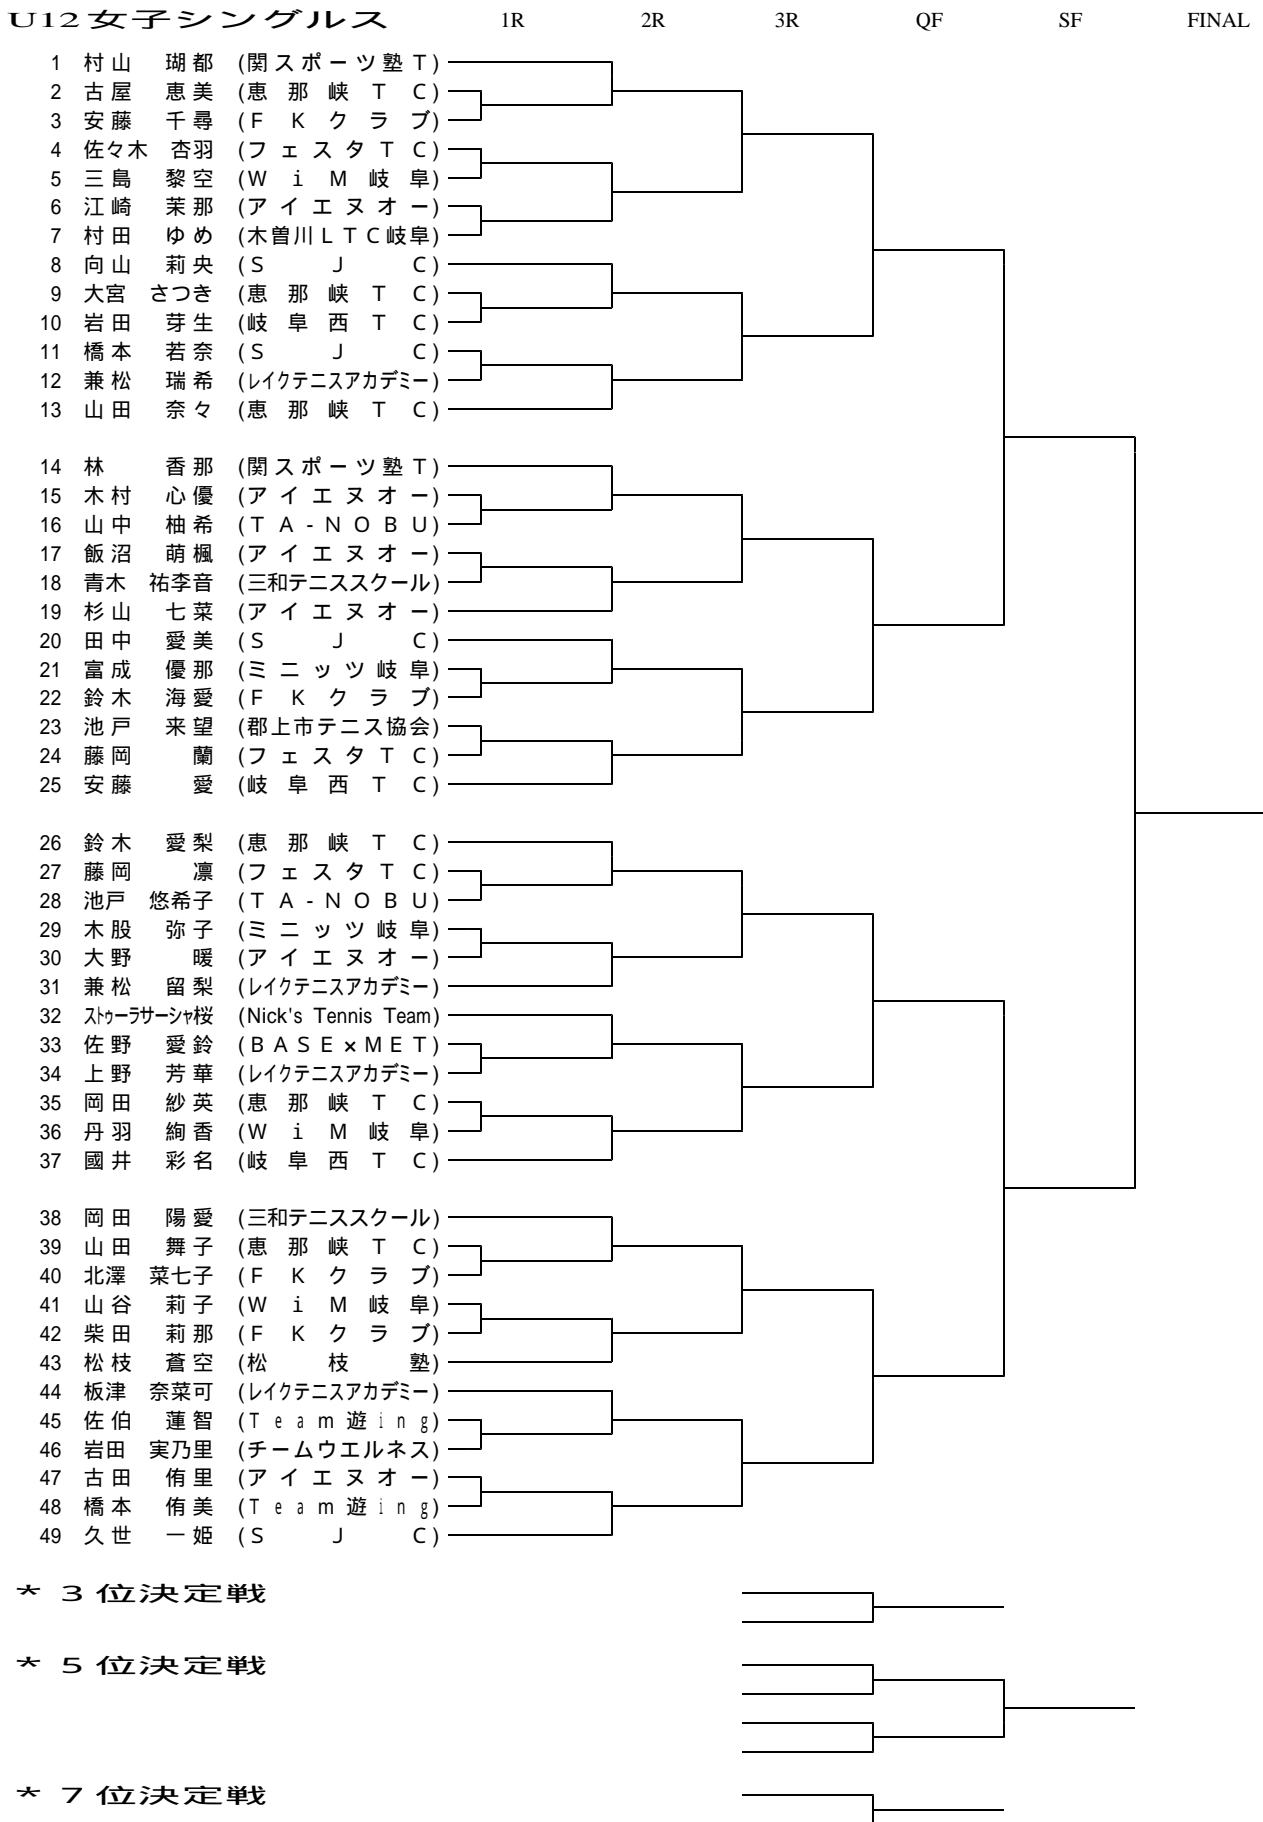 U12女子シングルス 1R 2R 3R QF SF FINAL
1 村山 瑚都 (関スポーツ塾T)
2 古屋 恵美 (恵那峡TC)
3 安藤 千尋 (FKクラブ)
4 佐々木 杏羽 (フェスタTC)
5 三島 黎空 (WiM岐阜)
6 江崎 茉那 (アイエヌオー)
7 村田 ゆめ (木曽川LTC岐阜)
8 向山 莉央 (SJC)
9 大宮 さつき (恵那峡TC)
10 岩田 芽生 (岐阜西TC)
11 橋本 若奈 (SJC)
12 兼松 瑞希 (レイクテニスアカデミー)
13 山田 奈々 (恵那峡TC)
14 林 香那 (関スポーツ塾T)
15 木村 心優 (アイエヌオー)
16 山中 柚希 (TA-NOBU)
17 飯沼 萌楓 (アイエヌオー)
18 青木 祐李音 (三和テニススクール)
19 杉山 七菜 (アイエヌオー)
20 田中 愛美 (SJC)
21 富成 優那 (ミニッツ岐阜)
22 鈴木 海愛 (FKクラブ)
23 池戸 来望 (郡上市テニス協会)
24 藤岡 蘭 (フェスタTC)
25 安藤 愛 (岐阜西TC)
26 鈴木 愛梨 (恵那峡TC)
27 藤岡 凛 (フェスタTC)
28 池戸 悠希子 (TA-NOBU)
29 木股 弥子 (ミニッツ岐阜)
30 大野 暖 (アイエヌオー)
31 兼松 留梨 (レイクテニスアカデミー)
32 ストゥーラサーシャ桜 (Nick's Tennis Team)
33 佐野 愛鈴 (BASE×MET)
34 上野 芳華 (レイクテニスアカデミー)
35 岡田 紗英 (恵那峡TC)
36 丹羽 絢香 (WiM岐阜)
37 國井 彩名 (岐阜西TC)
38 岡田 陽愛 (三和テニススクール)
39 山田 舞子 (恵那峡TC)
40 北澤 菜七子 (FKクラブ)
41 山谷 莉子 (WiM岐阜)
42 柴田 莉那 (FKクラブ)
43 松枝 蒼空 (松枝塾)
44 板津 奈菜可 (レイクテニスアカデミー)
45 佐伯 蓮智 (Team遊ing)
46 岩田 実乃里 (チームウエルネス)
47 古田 侑里 (アイエヌオー)
48 橋本 侑美 (Team遊ing)
49 久世 一姫 (SJC)
* 3位決定戦
* 5位決定戦
* 7位決定戦